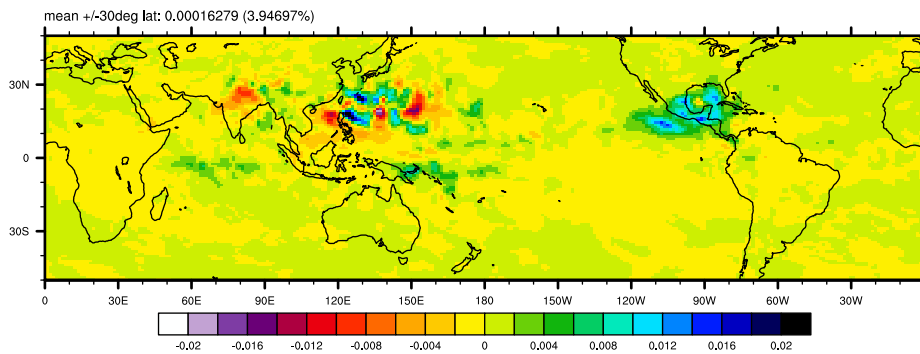 mean +/-30deg lat: 0.00016279 (3.94697%)
30N
0
30S
0 30E 60E 90E 120E 150E 180 150W 120W 90W 60W 30W
-0.02 -0.016 -0.012 -0.008 -0.004 0 0.004 0.008 0.012 0.016 0.02